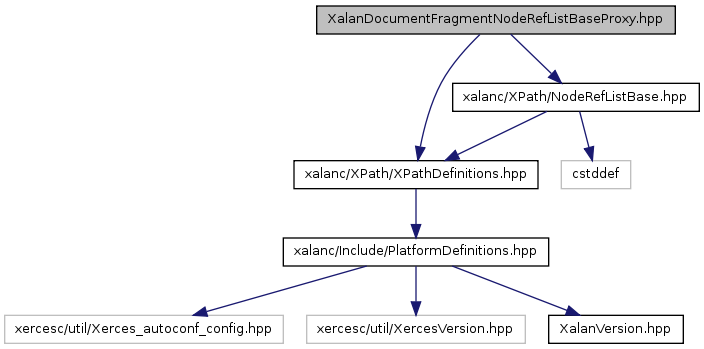 XalanDocumentFragmentNodeRefListBaseProxy.hpp
xalanc/XPath/NodeRefListBase.hpp
xalanc/XPath/XPathDefinitions.hpp
cstddef
xalanc/Include/PlatformDefinitions.hpp
xercesc/util/Xerces_autoconf_config.hpp
xercesc/util/XercesVersion.hpp
XalanVersion.hpp